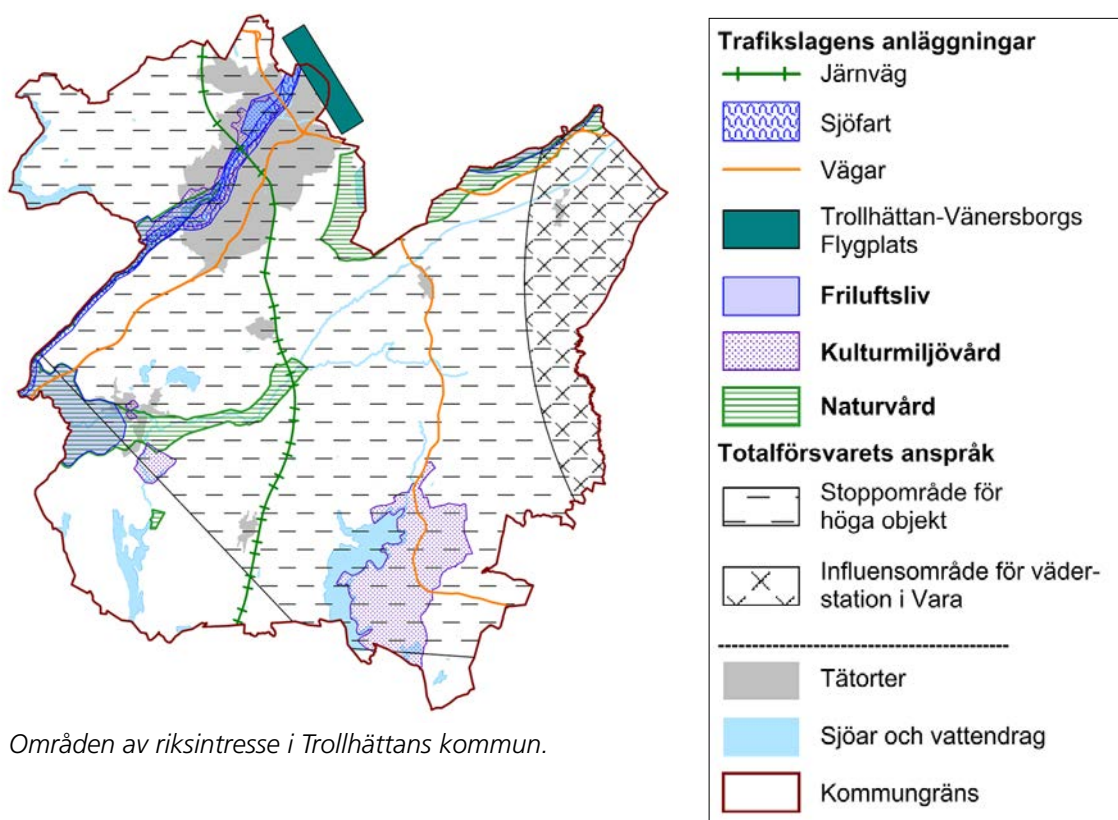 Trafikslagens anläggningar
Järnväg
Sjöfart
Vägar
Trollhättan-Vänersborgs
Flygplats
Friluftsliv
Kulturmiljövård
Naturvård
Totalförsvarets anspråk
Stoppområde för
höga objekt
Influensområde för väder-
station i Vara
Tätorter
Sjöar och vattendrag
Kommungräns
Områden av riksintresse i Trollhättans kommun.